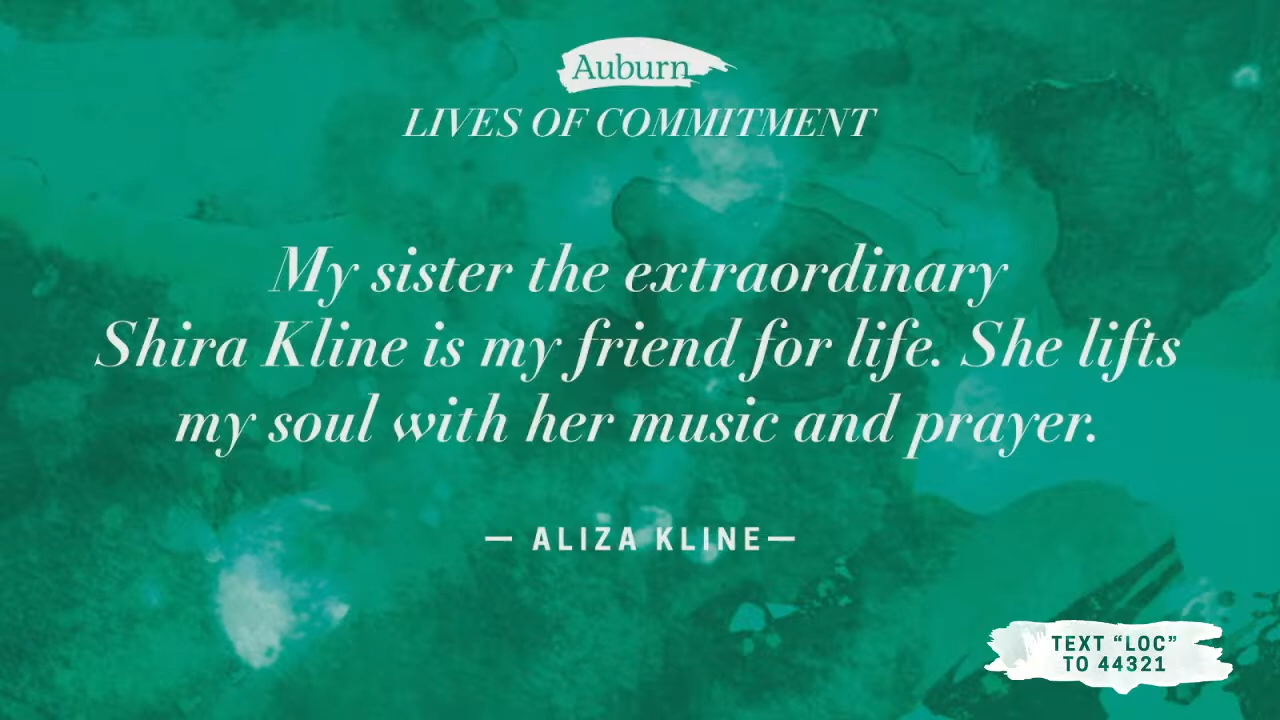 Auburn
LIVES OF COMMITMENT
My sister the extraordinary
Shira Kline is my friend for life. She lifts
my soul with her music and prayer.
— ALIZA KLINE—
TEXT “LOC”
TO 44321